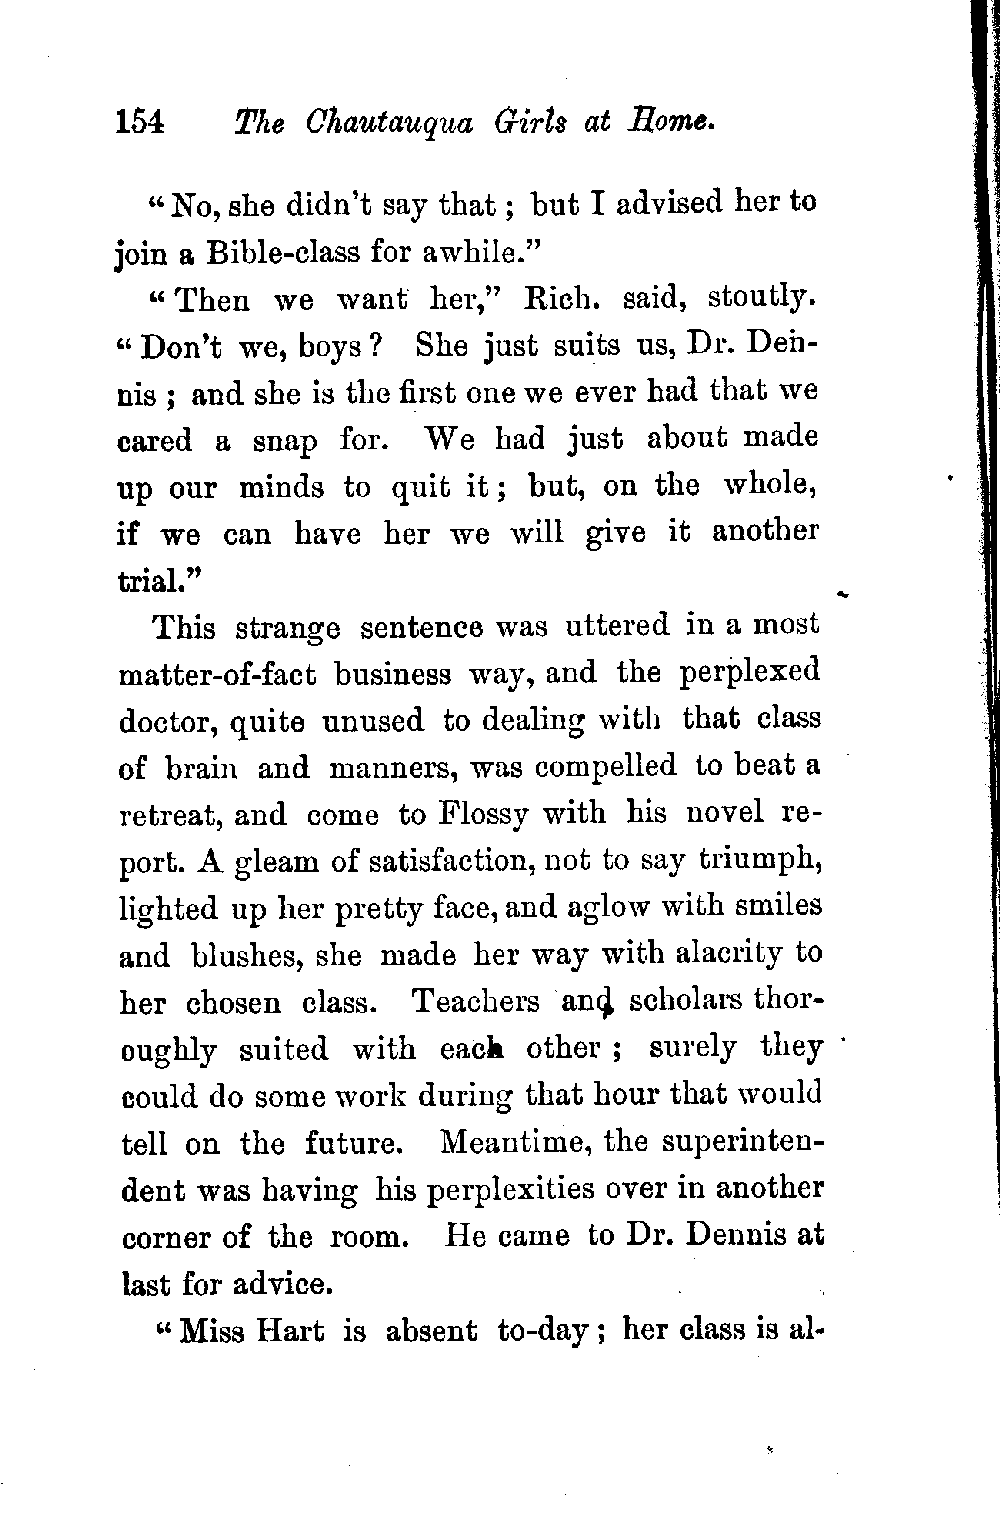 154 The Chautauqua Girls at Home.
“No, she didn’t say that; but I advised her to
join a Bible-class for awhile.”
“Then we want her,” Rich. said, stoutly.
“Don’t we, boys? She just suits us, Dr. Den-
nis; and she is the first one we ever had that we
cared a snap for. We had just about made
up our minds to quit it; but, on the whole,
if we can have her we will give it another
trial.”
This strange sentence was uttered in a most
matter-of-fact business way, and the perplexed
doctor, quite unused to dealing with that class
of brain and manners, was compelled to beat a
retreat, and come to Flossy with his novel re-
port. A gleam of satisfaction, not to say triumph,
lighted up her pretty face, and aglow with smiles
and blushes, she made her way with alacrity to
her chosen class. Teachers and scholars thor-
oughly suited with each other; surely they
could do some work during that hour that would
tell on the future. Meantime, the superinten-
dent was having his perplexities over in another
corner of the room. He came to Dr. Dennis at
last for advice.
“Miss Hart is absent to-day; her class is al-